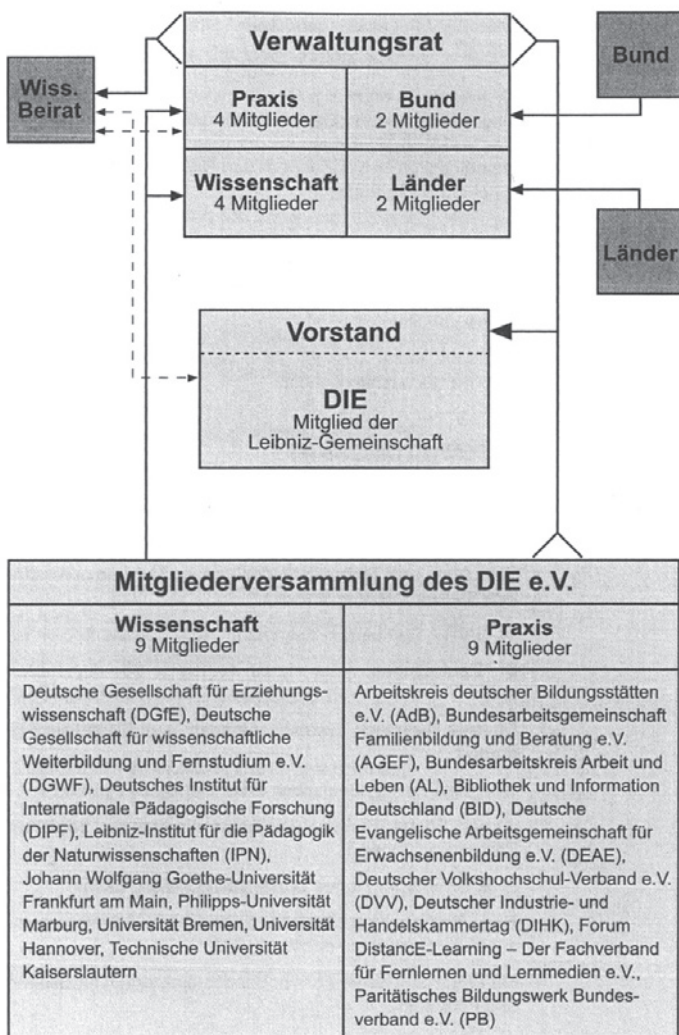 Verwaltungsrat
Bund
Wiss.
Beirat
Praxis
4 Mitglieder
Bund
2 Mitglieder
Wissenschaft
4 Mitglieder
Länder
2 Mitglieder
Länder
Vorstand
DIE
Mitglied der
Leibniz-Gemeinschaft
Mitgliederversammlung des DIE e.V.
Wissenschaft
9 Mitglieder
Deutsche Gesellschaft für Erziehungs-
wissenschaft (DGfE), Deutsche
Gesellschaft für wissenschaftliche
Weiterbildung und Fernstudium e.V.
(DGWF), Deutsches Institut für
Internationale Pädagogische Forschung
(DIPF), Leibniz-Institut für die Pädagogik
der Naturwissenschaften (IPN),
Johann Wolfgang Goethe-Universität
Frankfurt am Main, Philipps-Universität
Marburg, Universität Bremen, Universität
Hannover, Technische Universität
Kaiserslautern
Praxis
9 Mitglieder
Arbeitskreis deutscher Bildungsstätten
e.V. (AdB), Bundesarbeitsgemeinschaft
Familienbildung und Beratung e.V.
(AGEF), Bundesarbeitskreis Arbeit und
Leben (AL), Bibliothek und Information
Deutschland (BID), Deutsche
Evangelische Arbeitsgemeinschaft für
Erwachsenenbildung e.V. (DEAE),
Deutscher Volkshochschul-Verband e.V.
(DVV), Deutscher Industrie- und
Handelskammertag (DIHK), Forum
DistancE-Learning – Der Fachverband
für Fernlernen und Lernmedien e.V.,
Paritätisches Bildungswerk Bundes-
verband e.V. (PB)